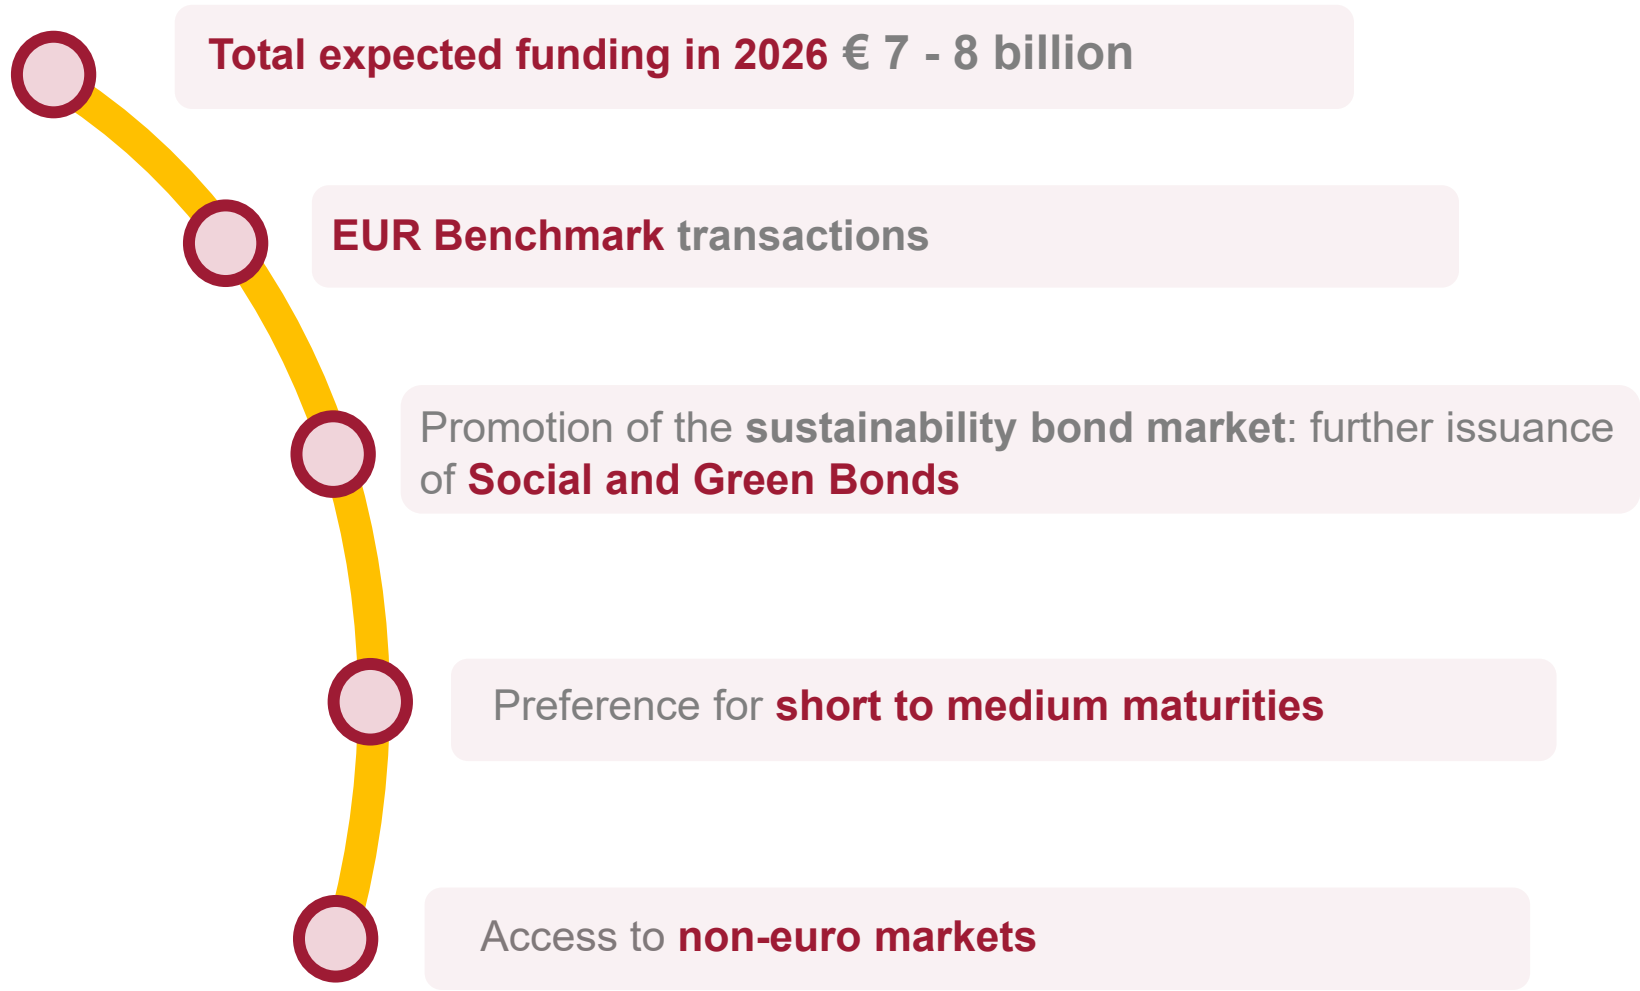 Total expected funding in 2026 € 7 - 8 billion
EUR Benchmark transactions
Promotion of the sustainability bond market: further issuance
of Social and Green Bonds
Preference for short to medium maturities
Access to non-euro markets